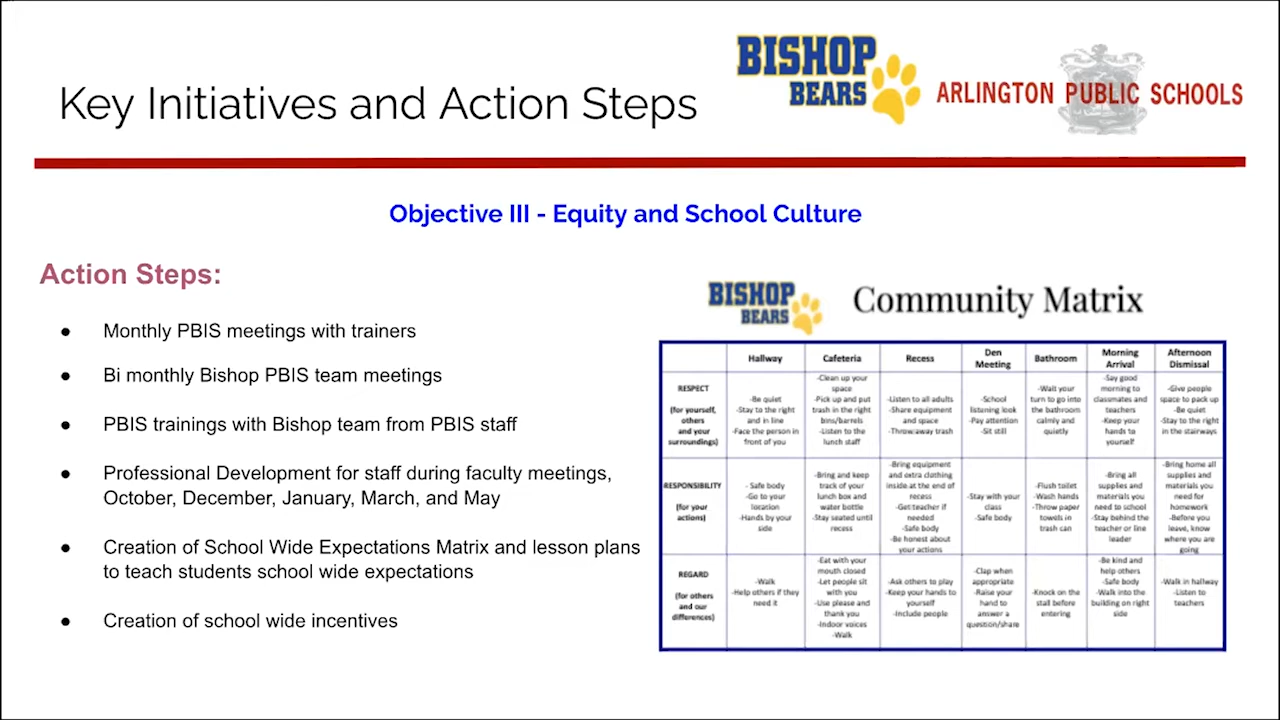 Key Initiatives and Action Steps
BISHOP
BEARS
ARLINGTON PUBLIC SCHOOLS
Objective III - Equity and School Culture
Action Steps:
● Monthly PBIS meetings with trainers
● Bi monthly Bishop PBIS team meetings
● PBIS trainings with Bishop team from PBIS staff
● Professional Development for staff during faculty meetings,
October, December, January, March, and May
● Creation of School Wide Expectations Matrix and lesson plans
to teach students school wide expectations
● Creation of school wide incentives
BISHOP
BEARS
Community Matrix
Hallway
Cafeteria
Recess
Den
Meeting
Bathroom
Morning
Arrival
Afternoon
Dismissal
RESPECT
(for yourself,
others
and your
surroundings)
-Be quiet
-Stay to the right
and in line
-Face the person in
front of you
-Clean up your
space
-Pick up and put
trash in the right
bins/barrels
-Listen to the
lunch staff
-Listen to all adults
-Share equipment
and space
-Throw away trash
-School
listening look
-Pay attention
-Sit still
-Wait your
turn to go into
the bathroom
calmly and
quietly
-Say good
morning to
classmates and
teachers
-Keep your
hands to
yourself
-Give people
space to pack up
-Be quiet
-Stay to the right
in the stairways
RESPONSIBILITY
(for your
actions)
- Safe body
-Go to your
location
-Hands by your
side
-Bring and keep
track of your
lunch box and
water bottle
-Stay seated until
recess
-Bring equipment
and extra clothing
inside at the end of
recess
-Get teacher if
needed
-Safe body
-Be honest about
your actions
-Stay with your
class
-Safe body
-Flush toilet
-Wash hands
-Throw paper
towels in
trash can
-Bring all
supplies and
materials you
need to school
-Stay behind the
teacher or line
leader
-Bring home all
supplies and
materials you
need for
homework
-Before you
leave, know
where you are
going
REGARD
(for others
and our
differences)
-Walk
-Help others if they
need it
-Eat with your
mouth closed
-Let people sit
with you
-Use please and
thank you
-Indoor voices
-Walk
-Ask others to play
-Keep your hands to
yourself
-Include people
-Clap when
appropriate
-Raise your
hand to
answer a
question/share
-Knock on the
stall before
entering
-Be kind and
help others
-Safe body
-Walk into the
building on right
side
-Walk in hallway
-Listen to
teachers